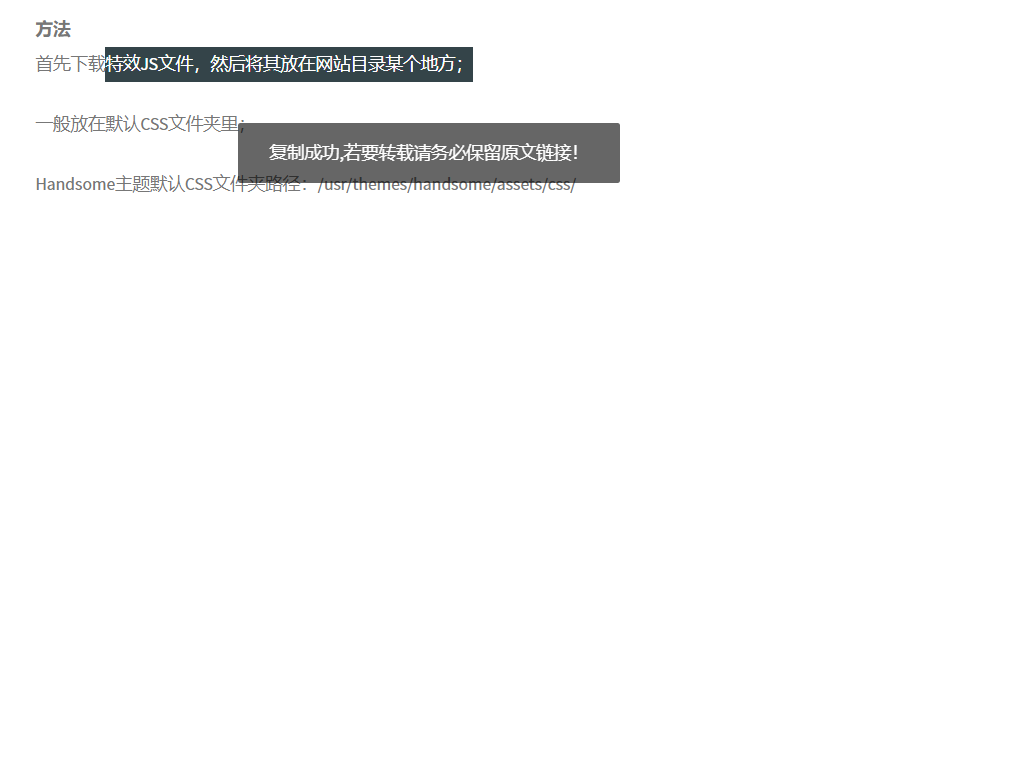 方法
首先下载特效JS文件，然后将其放在网站目录某个地方；
一般放在默认CSS文件夹里；
复制成功,若要转载请务必保留原文链接！
Handsome主题默认CSS文件夹路径：/usr/themes/handsome/assets/css/